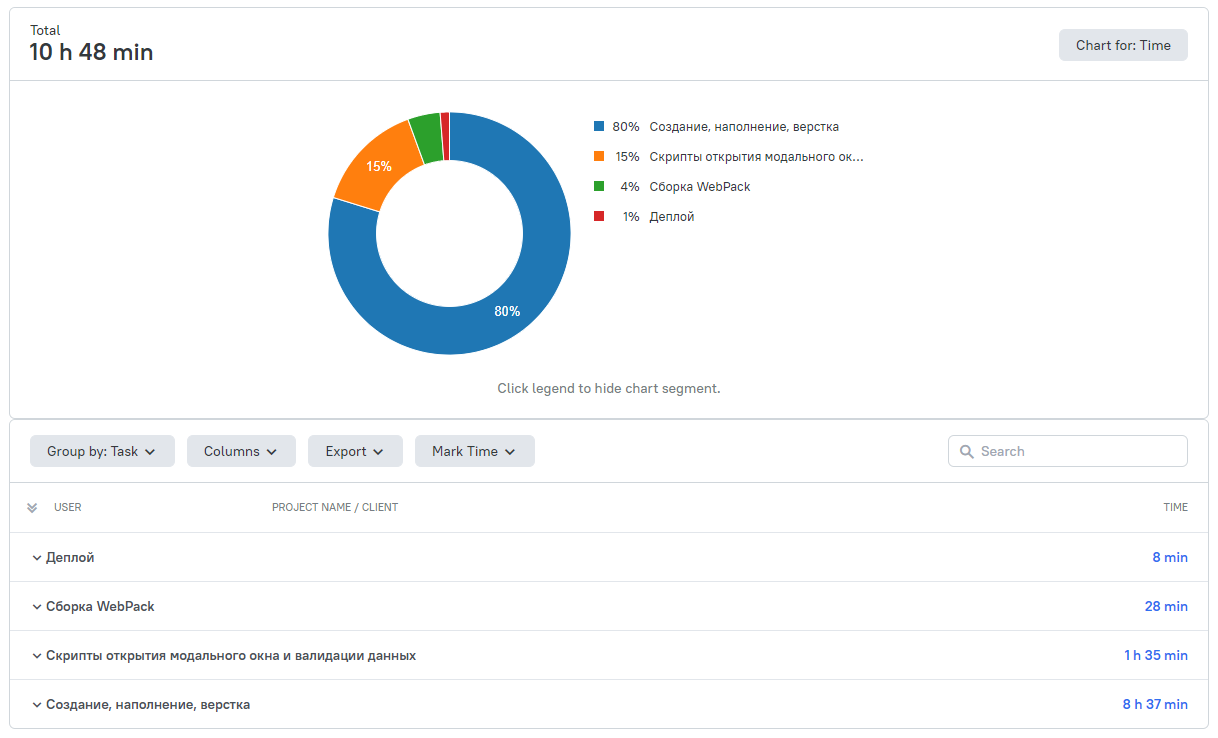 Total
10 h 48 min
Chart for: Time
80% Создание, наполнение, верстка
15% Скрипты открытия модального ок...
4% Сборка WebPack
1% Деплой
15%
80%
Click legend to hide chart segment.
Group by: Task
Columns
Export
Mark Time
Search
USER
PROJECT NAME / CLIENT
TIME
Деплой 8 min
Сборка WebPack 28 min
Скрипты открытия модального окна и валидации данных 1 h 35 min
Создание, наполнение, верстка 8 h 37 min